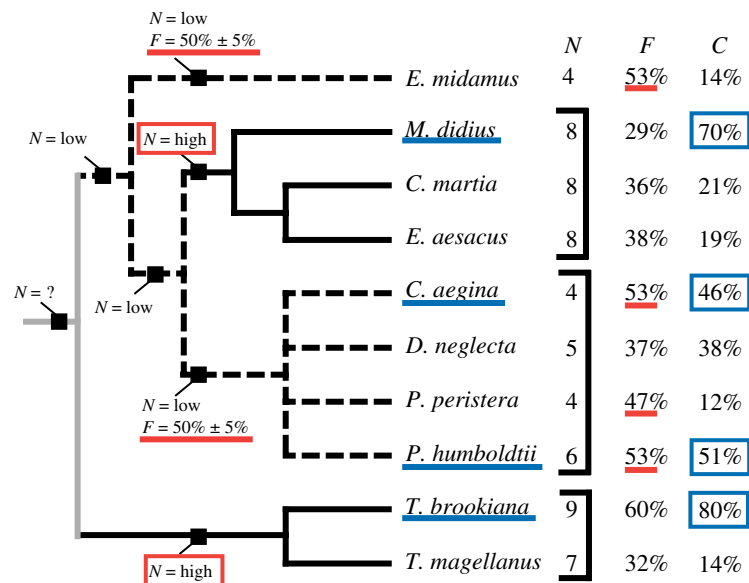 N = low
F = 50% ± 5%
N F C
E. midamus 4 53% 14%
N = low
N = high
M. didius 8 29% 70%
C. martia 8 36% 21%
E. aesacus 8 38% 19%
N = ?
N = low
C. aegina 4 53% 46%
D. neglecta 5 37% 38%
N = low
F = 50% ± 5%
P. peristera 4 47% 12%
P. humboldtii 6 53% 51%
T. brookiana 9 60% 80%
N = high
T. magellanus 7 32% 14%